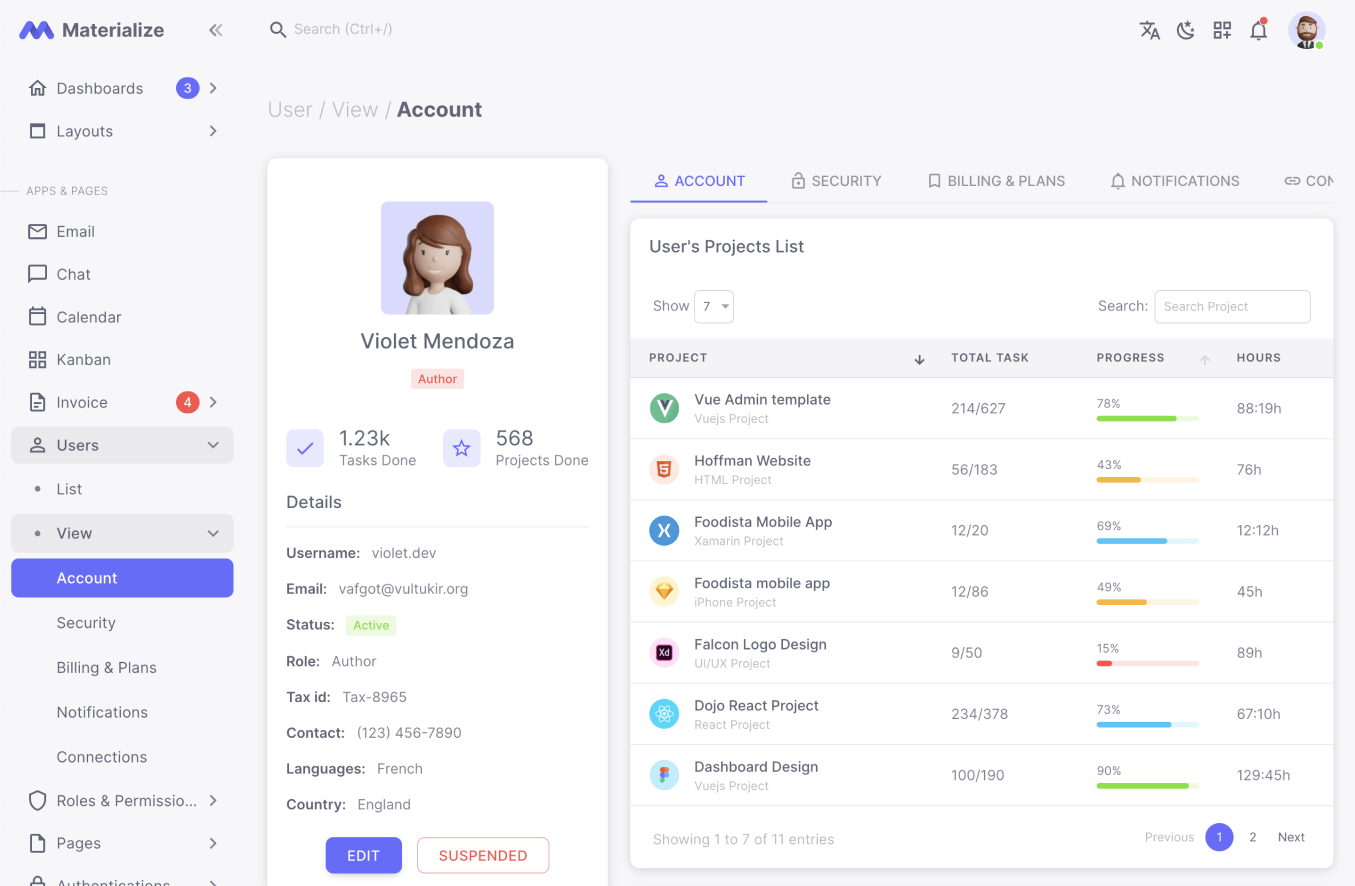 Materialize
Search (Ctrl+/)
Dashboards 3
Layouts
APPS & PAGES
Email
Chat
Calendar
Kanban
Invoice 4
Users
List
View
Account
Security
Billing & Plans
Notifications
Connections
Roles & Permissio...
Pages
Authentications
User / View / Account
Violet Mendoza
Author
1.23k
Tasks Done
568
Projects Done
Details
Username: violet.dev
Email: vafgot@vultukir.org
Status: Active
Role: Author
Tax id: Tax-8965
Contact: (123) 456-7890
Languages: French
Country: England
EDIT SUSPENDED
ACCOUNT SECURITY BILLING & PLANS NOTIFICATIONS CON
User's Projects List
Show 7 Search: Search Project
PROJECT TOTAL TASK PROGRESS HOURS
Vue Admin template
Vuejs Project
214/627 78% 88:19h
Hoffman Website
HTML Project
56/183 43% 76h
X
Foodista Mobile App
Xamarin Project
12/20 69% 12:12h
Foodista mobile app
iPhone Project
12/86 49% 45h
Xd
Falcon Logo Design
UI/UX Project
9/50 15% 89h
Dojo React Project
React Project
234/378 73% 67:10h
Dashboard Design
Vuejs Project
100/190 90% 129:45h
Showing 1 to 7 of 11 entries Previous 1 2 Next